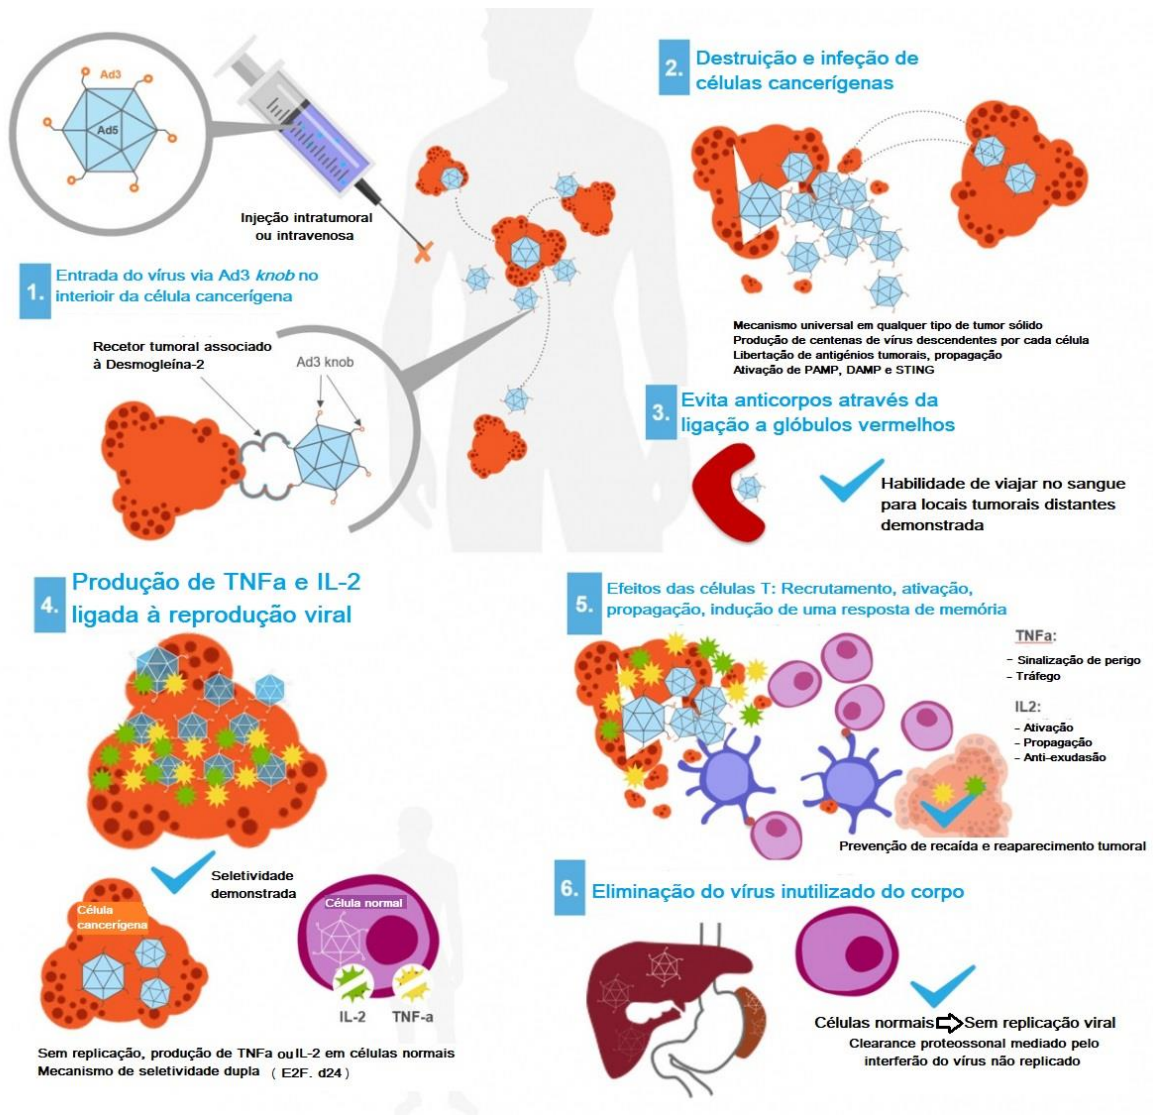 Ad3
Ad5
Injeção intratumoral
ou intravenosa
1.
Entrada do vírus via Ad3 knob no
interioir da célula cancerígena
Recetor tumoral associado
à Desmogleína-2
Ad3 knob
2.
Destruição e infeção de
células cancerígenas
Mecanismo universal em qualquer tipo de tumor sólido
Produção de centenas de vírus descendentes por cada célula
Libertação de antigénios tumorais, propagação
Ativação de PAMP, DAMP e STING
3.
Evita anticorpos através da
ligação a glóbulos vermelhos
Habilidade de viajar no sangue
para locais tumorais distantes
demonstrada
4.
Produção de TNFa e IL-2
ligada à reprodução viral
Seletividade
demonstrada
Célula
cancerígena
Célula normal
IL-2
TNF-a
Sem replicação, produção de TNFa ou IL-2 em células normais
Mecanismo de seletividade dupla ( E2F. d24 )
5.
Efeitos das células T: Recrutamento, ativação,
propagação, indução de uma resposta de memória
TNFa:
- Sinalização de perigo
- Tráfego
IL2:
- Ativação
- Propagação
- Anti-exudasão
Prevenção de recaída e reaparecimento tumoral
6.
Eliminação do vírus inutilizado do corpo
Células normais ⇨ Sem replicação viral
Clearance proteossonal mediado pelo
interferão do vírus não replicado